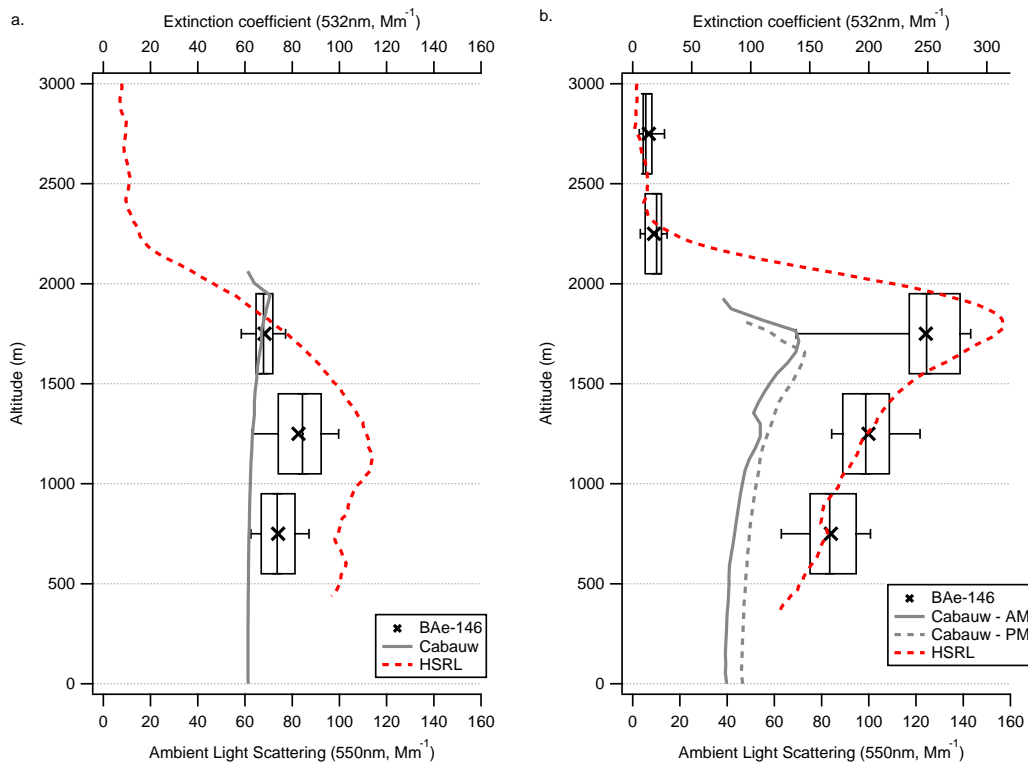 a.
Extinction coefficient (532nm, Mm⁻¹)
0 20 40 60 80 100 120 140 160
3000
2500
2000
1500
1000
500
0
Altitude (m)
BAe-146
Cabauw
HSRL
0 20 40 60 80 100 120 140 160
Ambient Light Scattering (550nm, Mm⁻¹)
b.
Extinction coefficient (532nm, Mm⁻¹)
0 50 100 150 200 250 300
3000
2500
2000
1500
1000
500
0
Altitude (m)
BAe-146
Cabauw - AM
Cabauw - PM
HSRL
0 20 40 60 80 100 120 140 160
Ambient Light Scattering (550nm, Mm⁻¹)